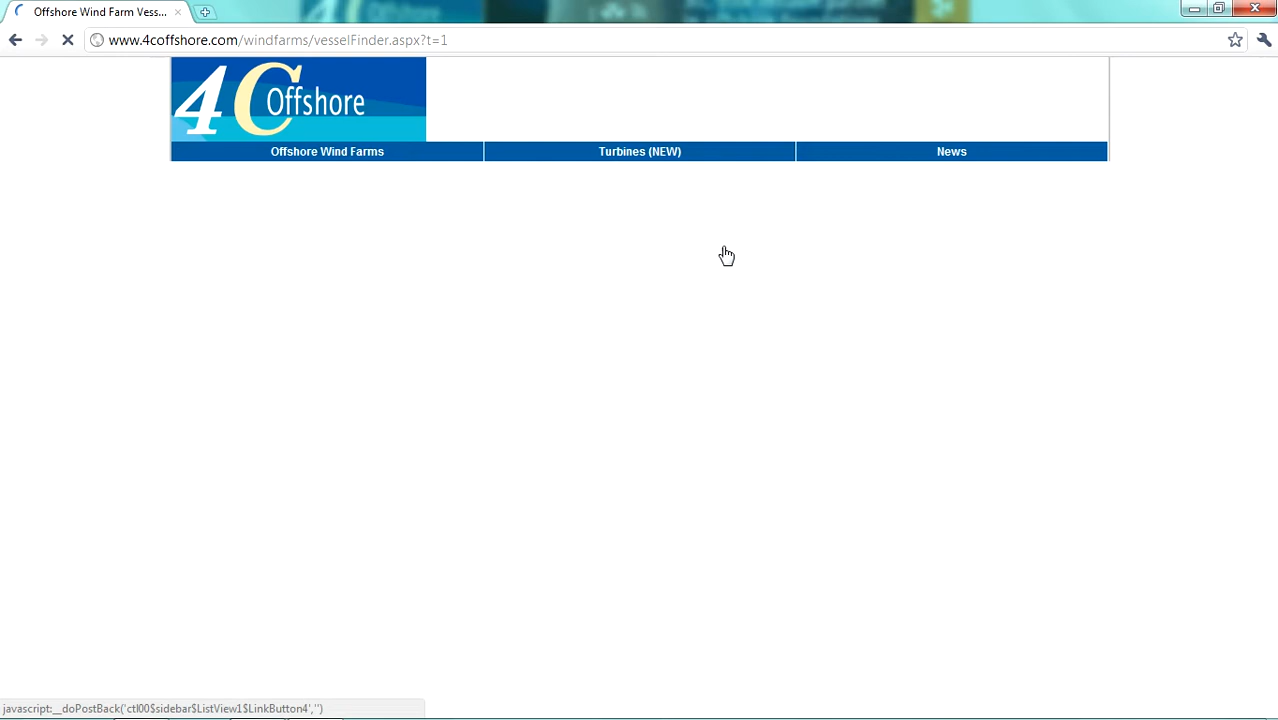 Offshore Wind Farm Vess...
www.4coffshore.com/windfarms/vesselFinder.aspx?t=1
4C Offshore
Offshore Wind Farms
Turbines (NEW)
News
javascript:__doPostBack('ctl00$sidebar$ListView1$LinkButton4','')